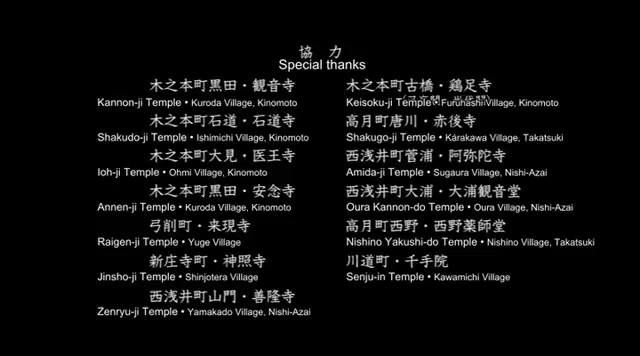 協　力
Special thanks
木之本町黒田・観音寺
Kannon-ji Temple • Kuroda Village, Kinomoto
木之本町石道・石道寺
Shakudo-ji Temple • Ishimichi Village, Kinomoto
木之本町大見・医王寺
Ioh-ji Temple • Ohmi Village, Kinomoto
木之本町黒田・安念寺
Annen-ji Temple • Kuroda Village, Kinomoto
弓削町・来現寺
Raigen-ji Temple • Yuge Village
新庄寺町・神照寺
Jinsho-ji Temple • Shinjotera Village
西浅井町山門・善隆寺
Zenryu-ji Temple • Yamakado Village, Nishi-Azai
木之本町古橋・鶏足寺
Keisoku-ji Temple • Furuhashi Village, Kinomoto
高月町唐川・赤後寺
Shakugo-ji Temple • Karakawa Village, Takatsuki
西浅井町菅浦・阿弥陀寺
Amida-ji Temple • Sugaura Village, Nishi-Azai
西浅井町大浦・大浦観音堂
Oura Kannon-do Temple • Oura Village, Nishi-Azai
高月町西野・西野薬師堂
Nishino Yakushi-do Temple • Nishino Village, Takatsuki
川道町・千手院
Senju-in Temple • Kawamichi Village